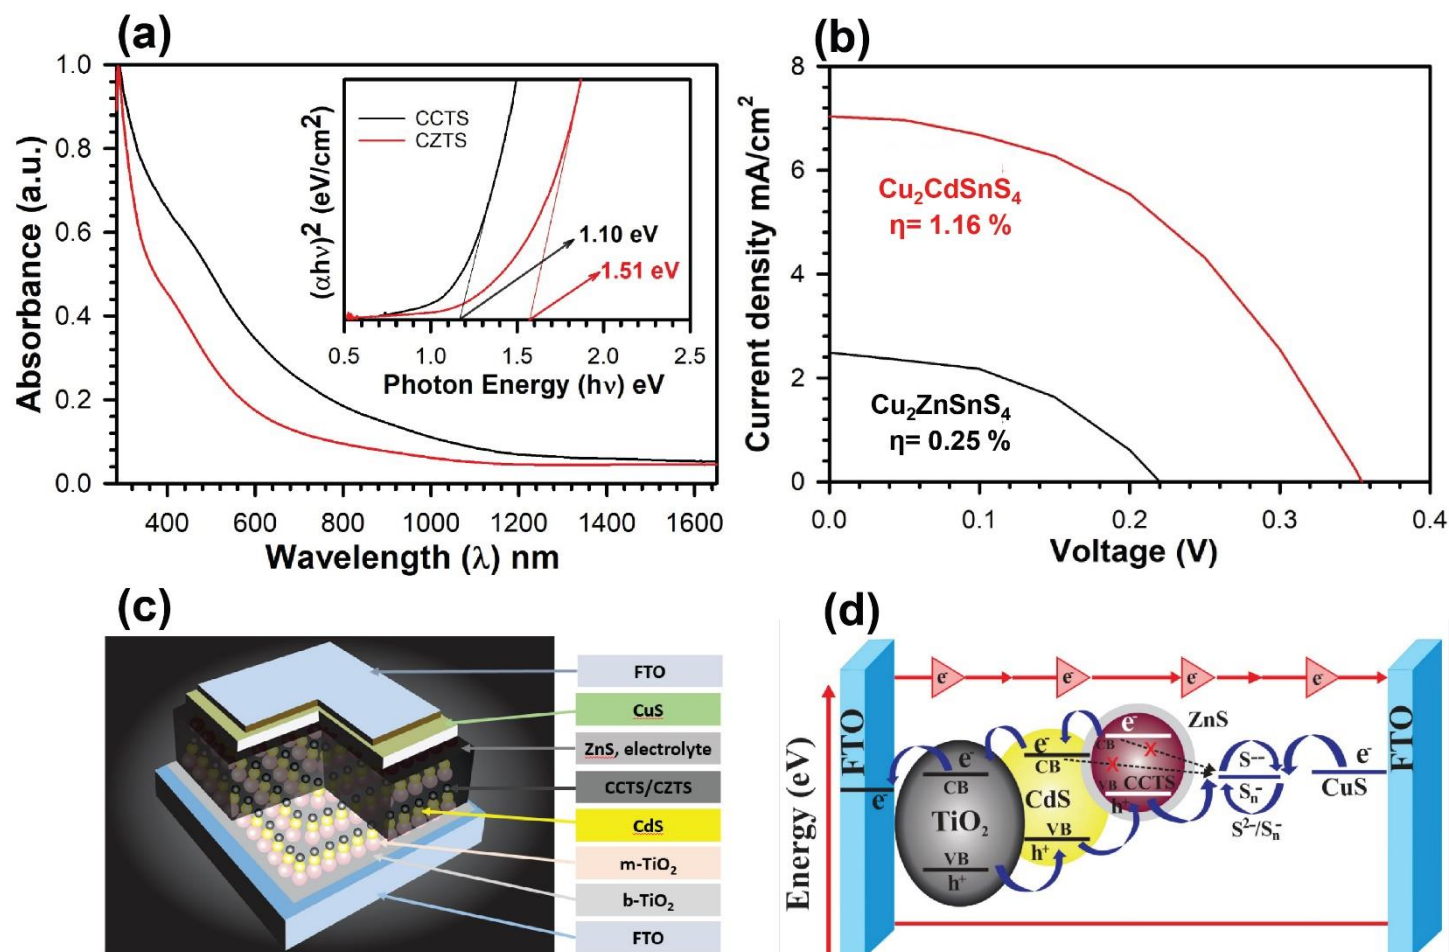 (a)
1.0
0.8
0.6
0.4
0.2
0.0
Absorbance (a.u.)
400 600 800 1000 1200 1400 1600
Wavelength (λ) nm
CCTS
CZTS
(αhν)² (eV/cm²)
1.10 eV
1.51 eV
0.5 1.0 1.5 2.0 2.5
Photon Energy (hν) eV
(b)
8
6
4
2
0
Current density mA/cm²
Cu₂CdSnS₄
η= 1.16 %
Cu₂ZnSnS₄
η= 0.25 %
0.0 0.1 0.2 0.3 0.4
Voltage (V)
(c)
FTO
CuS
ZnS, electrolyte
CCTS/CZTS
CdS
m-TiO₂
b-TiO₂
FTO
(d)
Energy (eV)
FTO
e⁻
e⁻
e⁻
e⁻
e⁻
e⁻
CB
TiO₂
VB
h⁺
e⁻
CB
CdS
VB
h⁺
e⁻
CB
X
X
VB
CCTS
h⁺
ZnS
S⁻⁻
Sₙ⁻
S²⁻/Sₙ⁻
e⁻
CuS
FTO